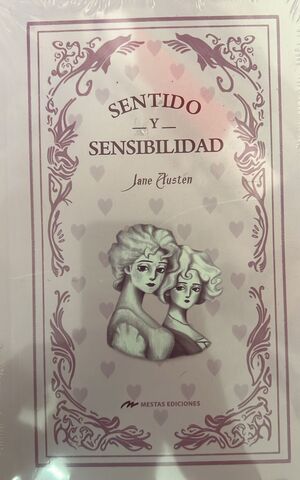 SENTIDO
Y
SENSIBILIDAD
Jane Austen
MESTAS EDICIONES